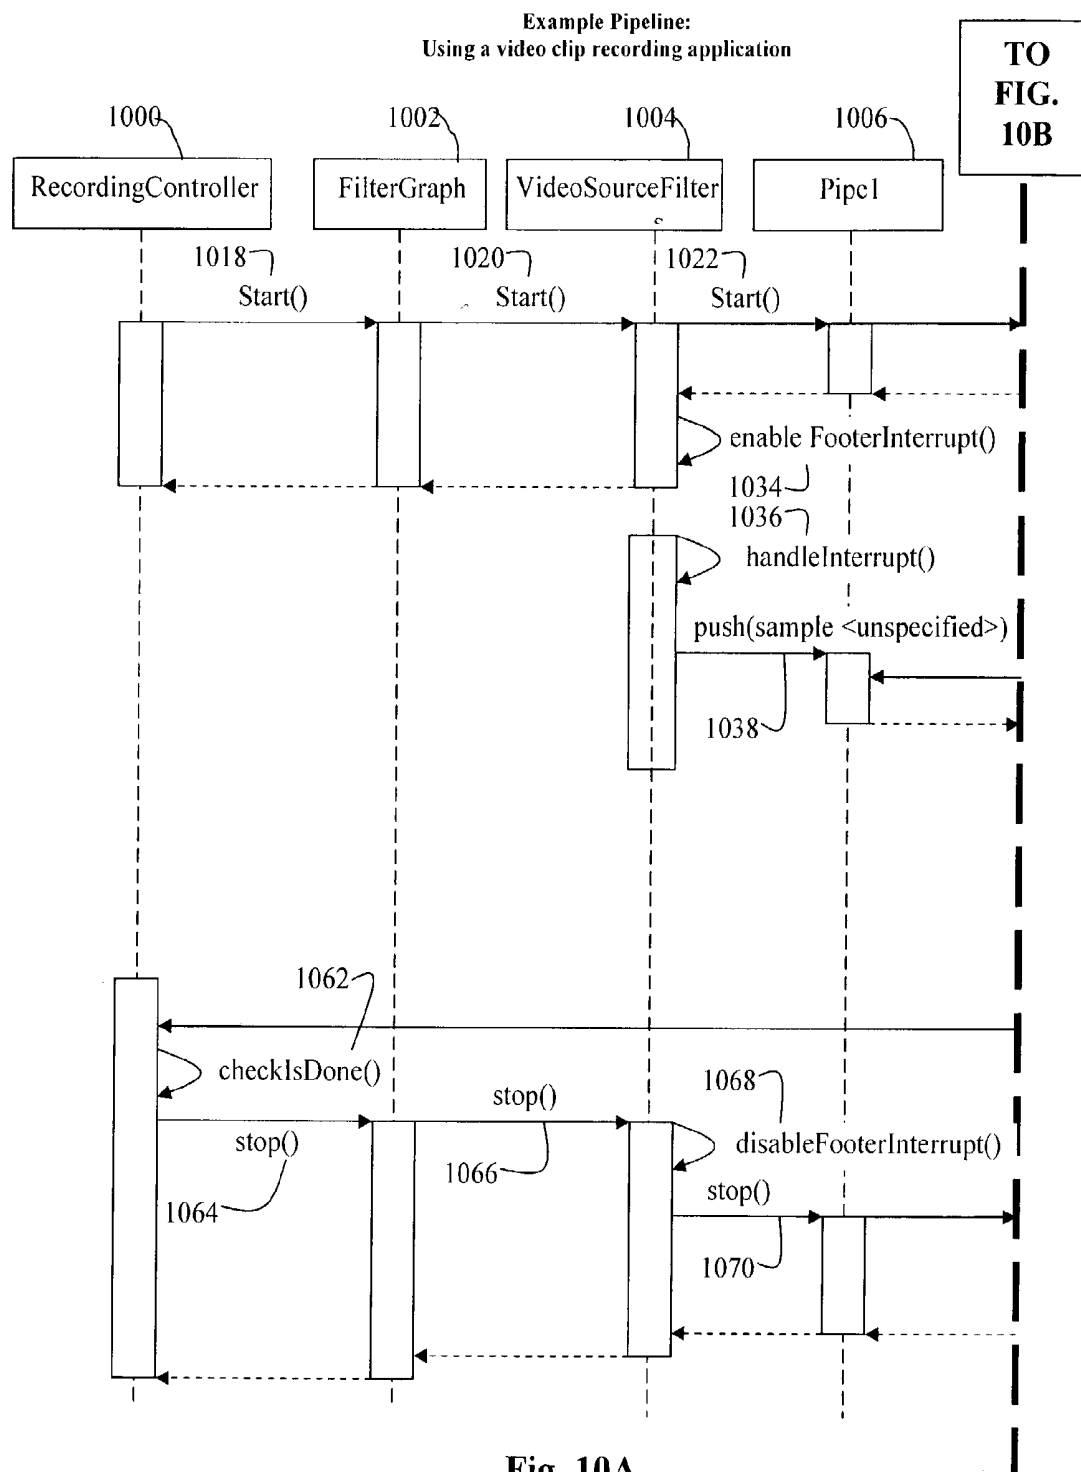 Example Pipeline:
Using a video clip recording application
TO
FIG.
10B
1000
1002
1004
1006
RecordingController
FilterGraph
VideoSourceFilter
Pipe1
1018
1020
1022
Start()
Start()
Start()
enable FooterInterrupt()
1034
1036
handleInterrupt()
push(sample <unspecified>)
1038
1062
checkIsDone()
1068
stop()
stop()
disableFooterInterrupt()
1066
stop()
1064
1070
Fig. 10A